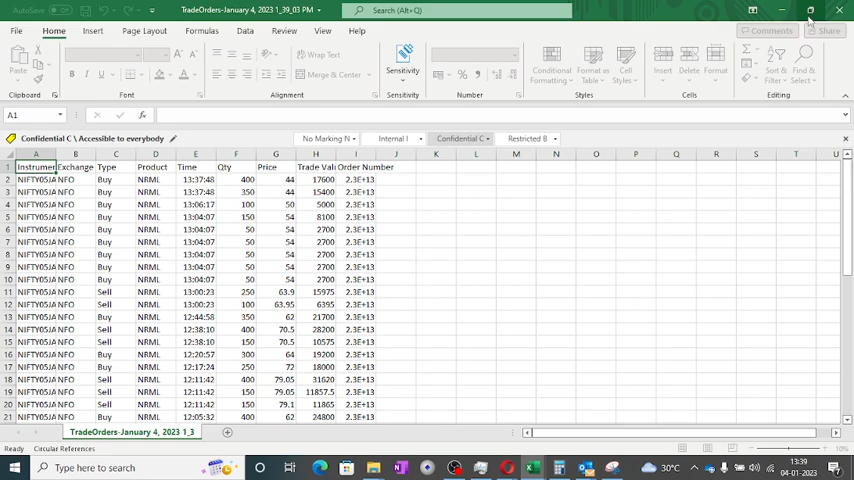 AutoSave Off TradeOrders-January 4, 2023 1_39_03 PM Search (Alt+Q)
File Home Insert Page Layout Formulas Data Review View Help Comments Share
Paste Merge & Center Sensitivity Conditional Formatting Format as Table Cell Styles Insert Delete Format Sort & Filter Find & Select
Clipboard Font Alignment Sensitivity Number Styles Cells Editing
A1 fx
Confidential C \ Accessible to everybody No Marking N Internal I Confidential C Restricted B
A B C D E F G H I J K L M N O P Q R S T U
1 Instrumen Exchange Type Product Time Qty Price Trade Valu Order Number
2 NIFTY05JA NFO Buy NRML 13:37:48 400 44 17600 2.3E+13
3 NIFTY05JA NFO Buy NRML 13:37:48 350 44 15400 2.3E+13
4 NIFTY05JA NFO Buy NRML 13:06:17 100 50 5000 2.3E+13
5 NIFTY05JA NFO Buy NRML 13:04:07 150 54 8100 2.3E+13
6 NIFTY05JA NFO Buy NRML 13:04:07 50 54 2700 2.3E+13
7 NIFTY05JA NFO Buy NRML 13:04:07 50 54 2700 2.3E+13
8 NIFTY05JA NFO Buy NRML 13:04:07 50 54 2700 2.3E+13
9 NIFTY05JA NFO Buy NRML 13:04:07 50 54 2700 2.3E+13
10 NIFTY05JA NFO Buy NRML 13:04:07 50 54 2700 2.3E+13
11 NIFTY05JA NFO Sell NRML 13:00:23 250 63.9 15975 2.3E+13
12 NIFTY05JA NFO Sell NRML 13:00:23 100 63.95 6395 2.3E+13
13 NIFTY05JA NFO Buy NRML 12:44:58 350 62 21700 2.3E+13
14 NIFTY05JA NFO Sell NRML 12:38:10 400 70.5 28200 2.3E+13
15 NIFTY05JA NFO Sell NRML 12:38:10 150 70.5 10575 2.3E+13
16 NIFTY05JA NFO Buy NRML 12:20:57 300 64 19200 2.3E+13
17 NIFTY05JA NFO Buy NRML 12:17:24 250 72 18000 2.3E+13
18 NIFTY05JA NFO Sell NRML 12:11:42 400 79.05 31620 2.3E+13
19 NIFTY05JA NFO Sell NRML 12:11:42 150 79.05 11857.5 2.3E+13
20 NIFTY05JA NFO Sell NRML 12:11:42 150 79.1 11865 2.3E+13
21 NIFTY05JA NFO Buy NRML 12:05:32 400 62 24800 2.3E+13
TradeOrders-January 4, 2023 1_3
Ready Circular References 10%
Type here to search 30°C 13:39
04-01-2023